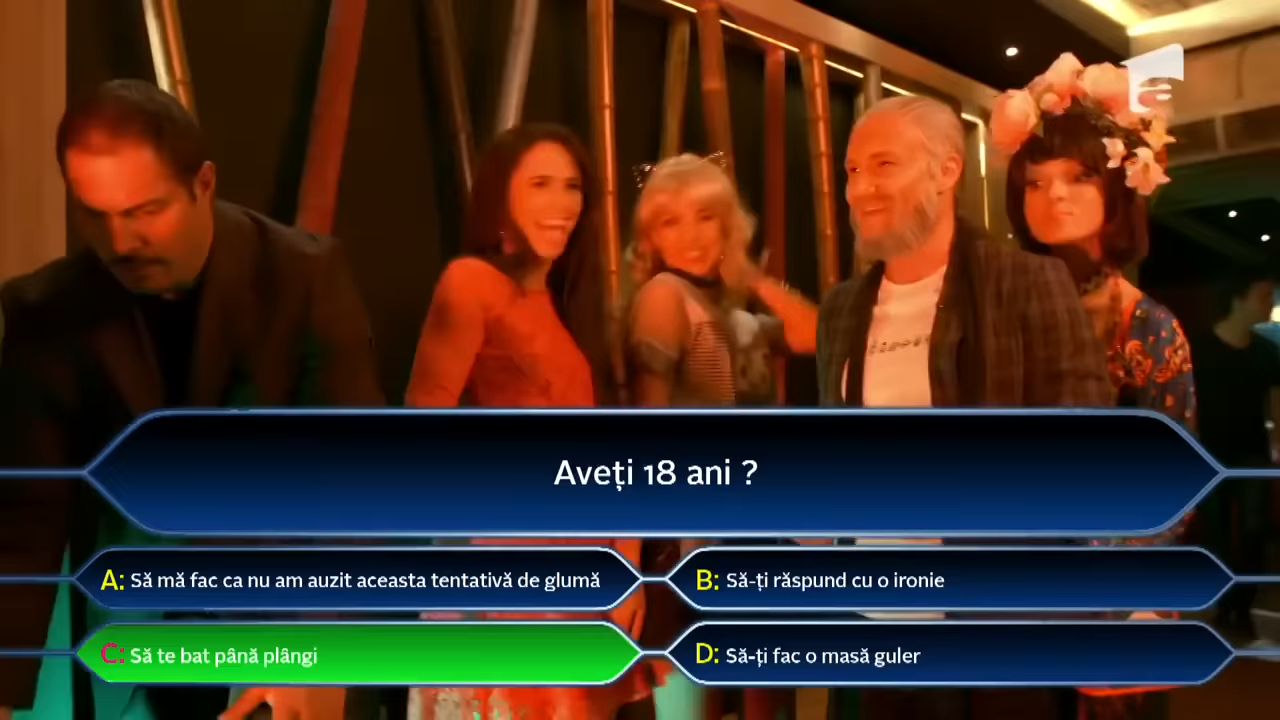 Aveți 18 ani ?
A: Să mă fac ca nu am auzit aceasta tentativă de glumă
B: Să-ți răspund cu o ironie
C: Să te bat până plângi
D: Să-ți fac o masă guler